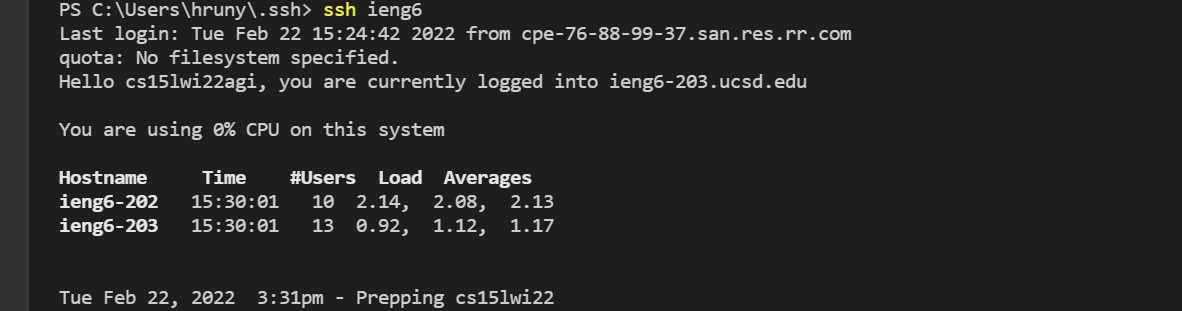 PS C:\Users\hruny\.ssh> ssh ieng6
Last login: Tue Feb 22 15:24:42 2022 from cpe-76-88-99-37.san.res.rr.com
quota: No filesystem specified.
Hello cs15lwi22agi, you are currently logged into ieng6-203.ucsd.edu
You are using 0% CPU on this system
Hostname     Time    #Users  Load  Averages
ieng6-202   15:30:01   10  2.14,  2.08,  2.13
ieng6-203   15:30:01   13  0.92,  1.12,  1.17
Tue Feb 22, 2022  3:31pm - Prepping cs15lwi22